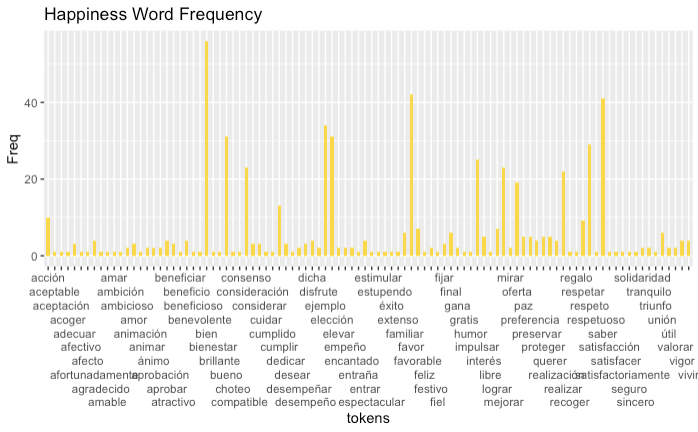 Happiness Word Frequency
40
20
0
Freq
acción amar beneficiar consenso dicha estimular fijar mirar regalo solidaridad
aceptable ambición beneficio consideración disfrute estupendo final oferta respetar tranquilo
aceptación ambicioso beneficioso considerar ejemplo éxito gana paz respeto triunfo
acoger amor benevolente cuidar elección extenso gratis preferencia respetuoso unión
adecuar animación bien cumplido elevar familiar humor preservar saber útil
afectivo animar bienestar cumplir empeño favor impulsar proteger satisfacción valorar
afecto ánimo brillante dedicar encantado favorable interés querer satisfacer vigor
afortunadamente aprobación bueno desear entraña feliz libre realización satisfactoriamente vivir
agradecido aprobar choteo desempeñar entrar festivo lograr realizar seguro
amable atractivo compatible desempeño espectacular fiel mejorar recoger sincero
tokens